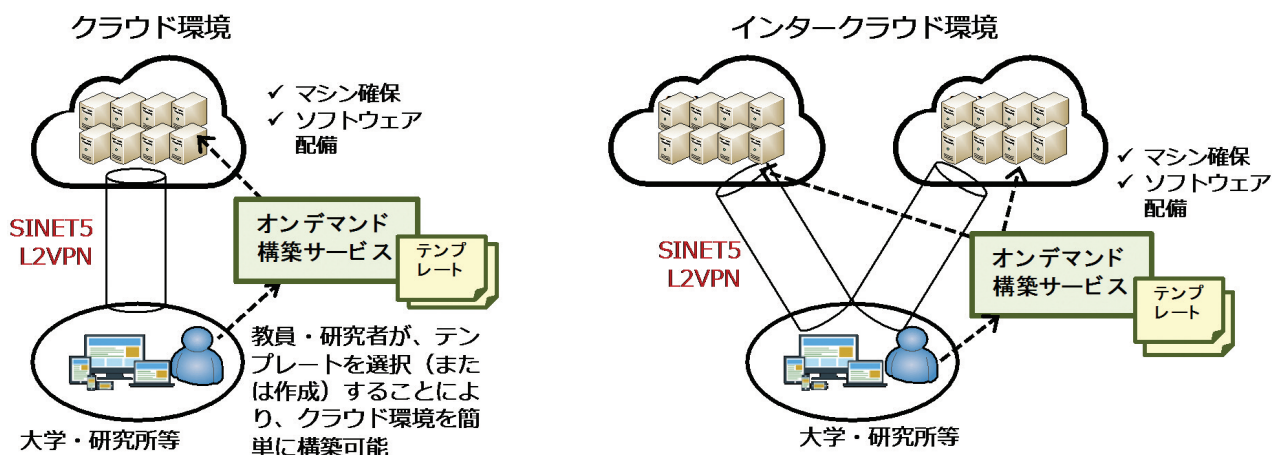 クラウド環境
✓ マシン確保
✓ ソフトウェア
配備
SINET5
L2VPN
オンデマンド
構築サービス
テンプ
レート
教員・研究者が、テン
プレートを選択（また
は作成）することによ
り、クラウド環境を簡
単に構築可能
大学・研究所等
インタークラウド環境
✓ マシン確保
✓ ソフトウェア
配備
SINET5
L2VPN
オンデマンド
構築サービス
テンプ
レート
大学・研究所等